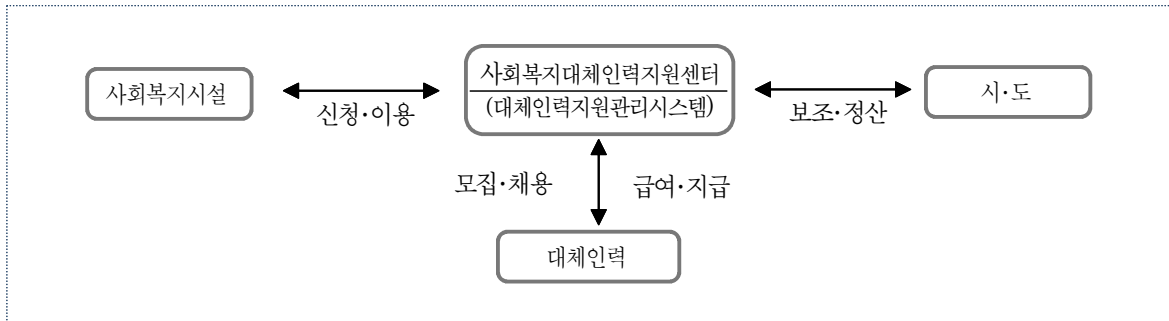 사회복지시설
신청·이용
사회복지대체인력지원센터
(대체인력지원관리시스템)
보조·정산
시·도
모집·채용
급여·지급
대체인력